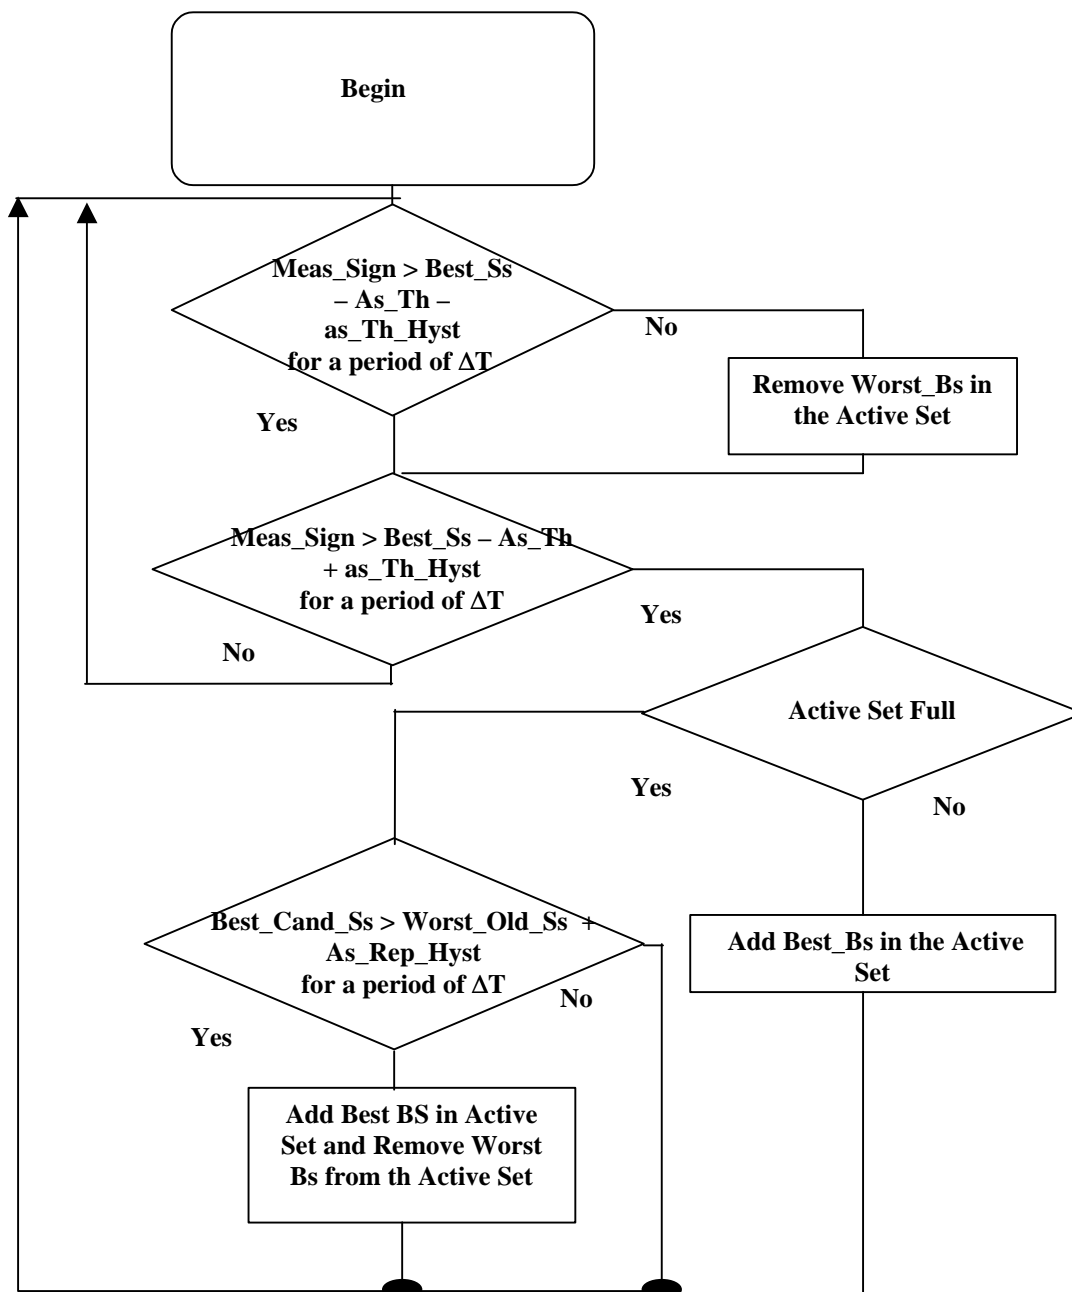 Begin
Meas_Sign > Best_Ss
– As_Th –
as_Th_Hyst
for a period of ΔT
No
Remove Worst_Bs in
the Active Set
Yes
Meas_Sign > Best_Ss – As_Th
+ as_Th_Hyst
for a period of ΔT
Yes
No
Active Set Full
Yes
No
Best_Cand_Ss > Worst_Old_Ss +
As_Rep_Hyst
for a period of ΔT
No
Add Best_Bs in the Active
Set
Yes
Add Best BS in Active
Set and Remove Worst
Bs from th Active Set